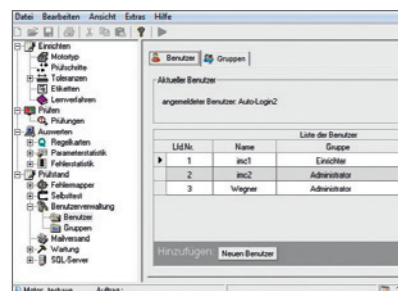 Datei Bearbeiten Ansicht Extras Hilfe
Einrichten
Motortyp
Prüfschritte
Toleranzen
Etiketten
Lernverfahren
Prüfen
Prüfungen
Auswerten
Regelkarten
Parameterstatistik
Fehlerstatistik
Prüfstand
Fehlermapper
Selbsttest
Benutzerverwaltung
Benutzer
Gruppen
Mailversand
Wartung
SQL-Server
Benutzer Gruppen
Aktueller Benutzer
angemeldeter Benutzer: Auto-Login2
Liste der Benutzer
Lfd.Nr. Name Gruppe
1 imc1 Einrichter
2 imc2 Administrator
3 Wegner Administrator
Hinzufügen: Neuen Benutzer
Auftrag: